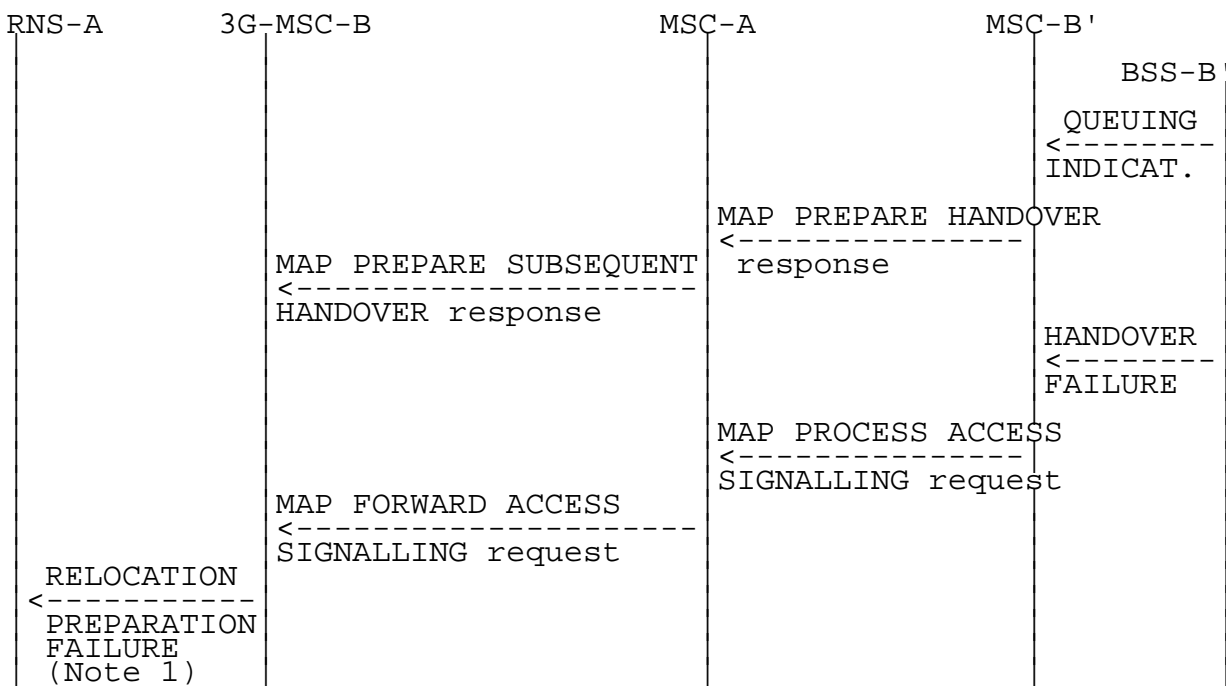 RNS-A 3G-MSC-B MSC-A MSC-B'
BSS-B'
QUEUING
<--------
INDICAT.
MAP PREPARE HANDOVER
<---------------
MAP PREPARE SUBSEQUENT response
<---------------------
HANDOVER response
HANDOVER
<--------
FAILURE
MAP PROCESS ACCESS
<---------------
SIGNALLING request
MAP FORWARD ACCESS
<---------------------
SIGNALLING request
RELOCATION
<-----------
PREPARATION
FAILURE
(Note 1)